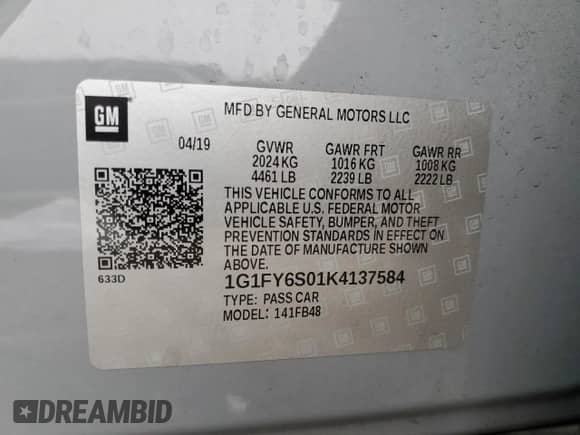 GM
MFD BY GENERAL MOTORS LLC
04/19 GVWR GAWR FRT GAWR RR
2024 KG 1016 KG 1008 KG
4461 LB 2239 LB 2222 LB
THIS VEHICLE CONFORMS TO ALL
APPLICABLE U.S. FEDERAL MOTOR
VEHICLE SAFETY, BUMPER, AND THEFT
PREVENTION STANDARDS IN EFFECT ON
THE DATE OF MANUFACTURE SHOWN
ABOVE.
633D
1G1FY6S01K4137584
TYPE: PASS CAR
MODEL: 141FB48
DREAMBID